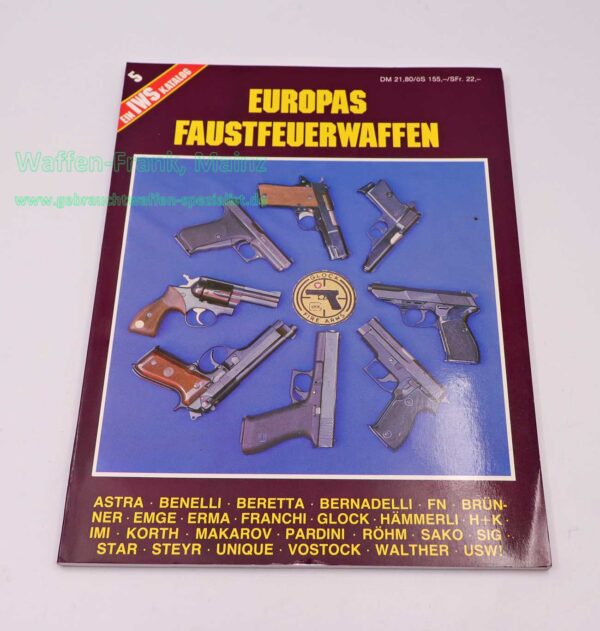 5
EIN IWS KATALOG
DM 21,80/öS 155,–/SFr. 22,–
EUROPAS
FAUSTFEUERWAFFEN
Waffen-Frank, Mainz
www.gebrauchtwaffen-spezialist.de
GLOCK
FIRE ARMS
ASTRA · BENELLI · BERETTA · BERNADELLI · FN · BRÜN-
NER · EMGE · ERMA · FRANCHI · GLOCK · HÄMMERLI · H+K ·
IMI · KORTH · MAKAROV · PARDINI · RÖHM · SAKO · SIG ·
STAR · STEYR · UNIQUE · VOSTOCK · WALTHER · USW!